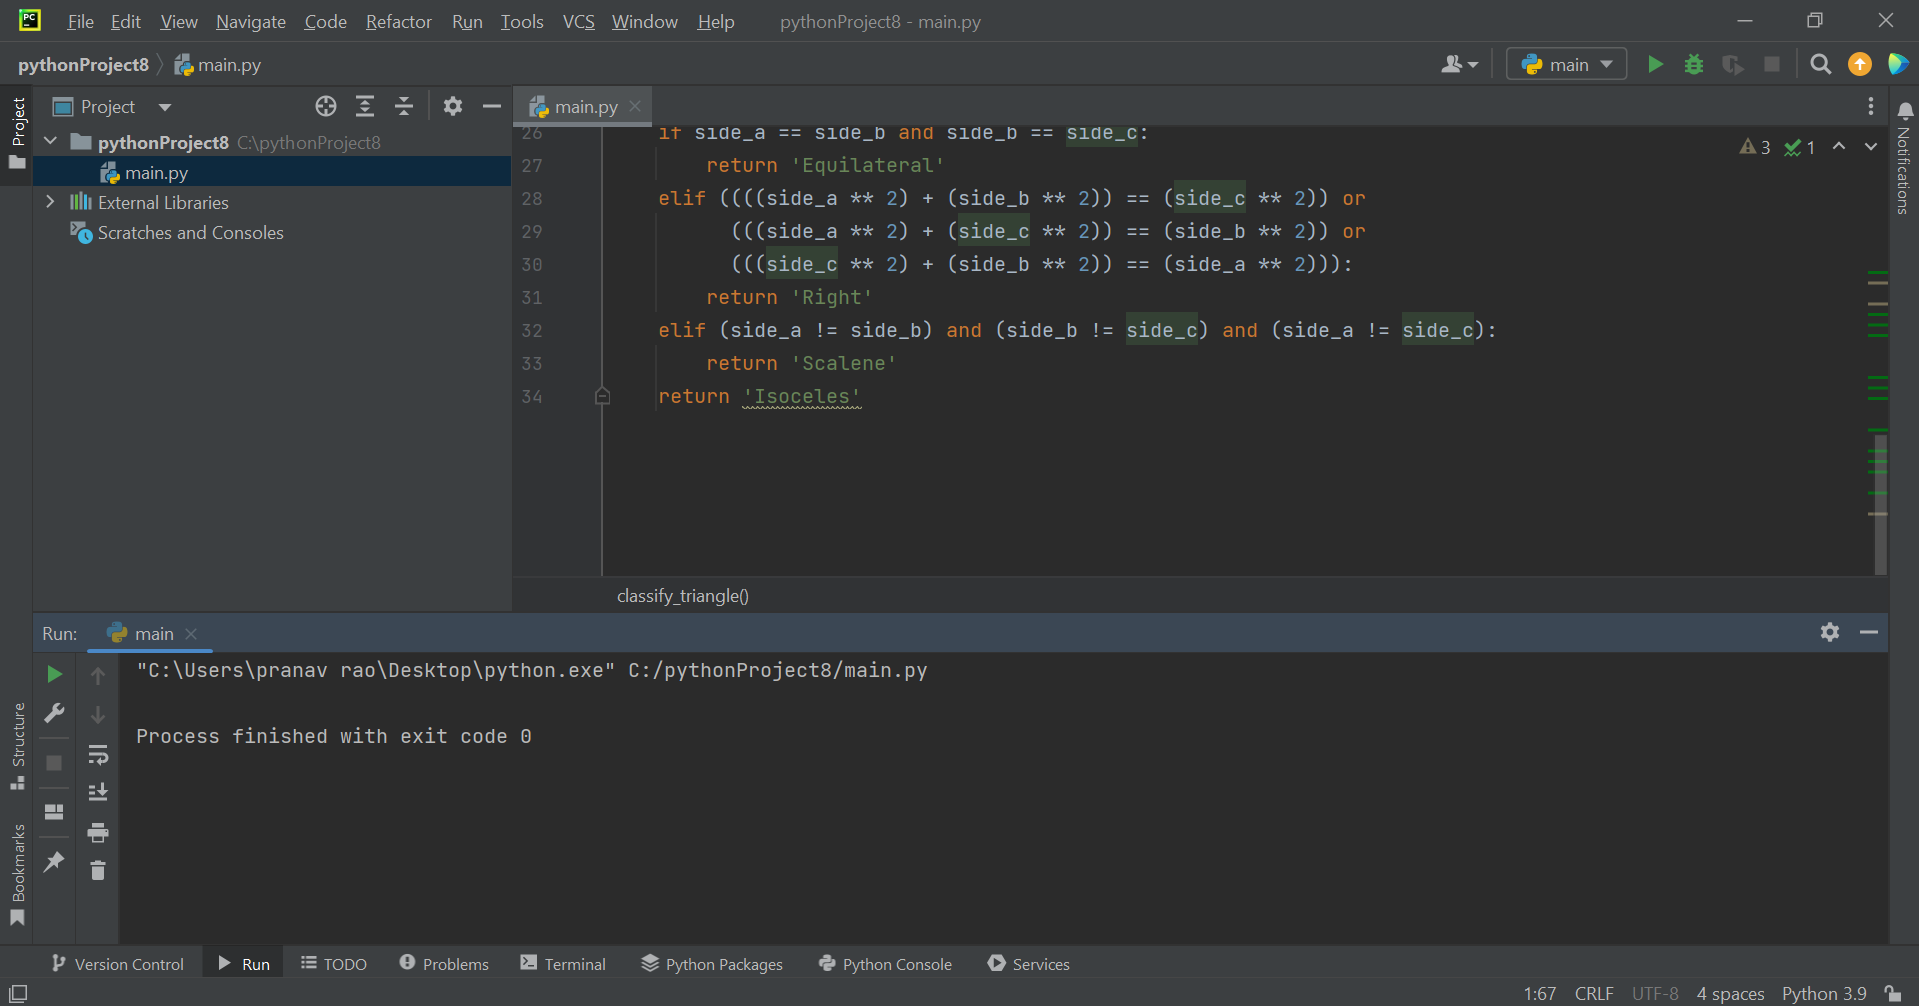 PC File Edit View Navigate Code Refactor Run Tools VCS Window Help pythonProject8 - main.py
pythonProject8 main.py main
Project main.py
Project
pythonProject8 C:\pythonProject8
main.py
External Libraries
Scratches and Consoles
3 1
Notifications
26 if side_a == side_b and side_b == side_c:
27 return 'Equilateral'
28 elif ((((side_a ** 2) + (side_b ** 2)) == (side_c ** 2)) or
29 (((side_a ** 2) + (side_c ** 2)) == (side_b ** 2)) or
30 (((side_c ** 2) + (side_b ** 2)) == (side_a ** 2))):
31 return 'Right'
32 elif (side_a != side_b) and (side_b != side_c) and (side_a != side_c):
33 return 'Scalene'
34 return 'Isoceles'
classify_triangle()
Run: main
"C:\Users\pranav rao\Desktop\python.exe" C:/pythonProject8/main.py
Process finished with exit code 0
Structure
Bookmarks
Version Control Run TODO Problems Terminal Python Packages Python Console Services
1:67 CRLF UTF-8 4 spaces Python 3.9